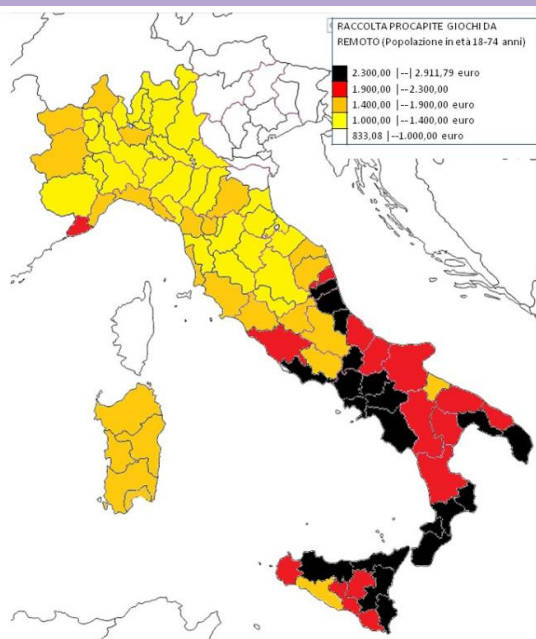 RACCOLTA PROCAPITE GIOCHI DA
REMOTO (Popolazione in età 18-74 anni)
2.300,00 |--| 2.911,79 euro
1.900,00 |--2.300,00
1.400,00 |--1.900,00 euro
1.000,00 |--1.400,00 euro
833,08 |--1.000,00 euro